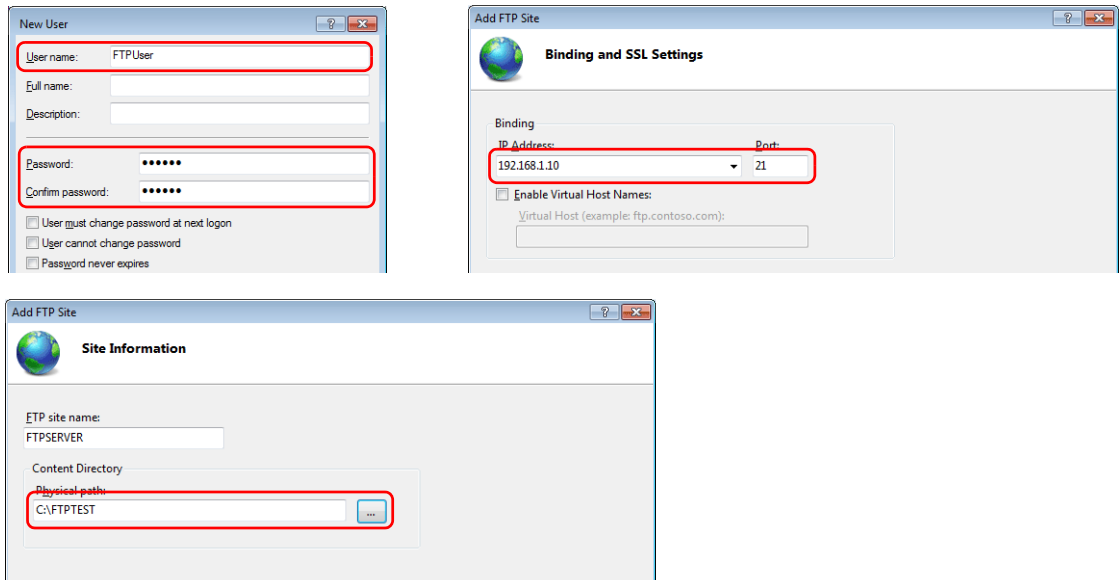 New User
User name: FTPUser
Full name:
Description:
Password: ••••••
Confirm password: ••••••
User must change password at next logon
User cannot change password
Password never expires
Add FTP Site
Binding and SSL Settings
Binding
IP Address: Port:
192.168.1.10 21
Enable Virtual Host Names:
Virtual Host (example: ftp.contoso.com):
Add FTP Site
Site Information
FTP site name:
FTPSERVER
Content Directory
Physical path:
C:\FTPTEST ...